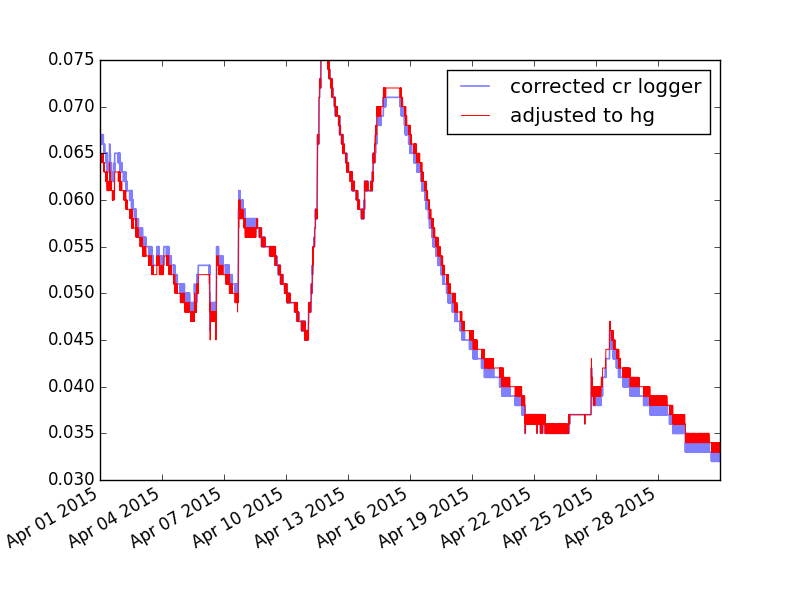 0.075
0.070
0.065
0.060
0.055
0.050
0.045
0.040
0.035
0.030
corrected cr logger
adjusted to hg
Apr 01 2015
Apr 04 2015
Apr 07 2015
Apr 10 2015
Apr 13 2015
Apr 16 2015
Apr 19 2015
Apr 22 2015
Apr 25 2015
Apr 28 2015